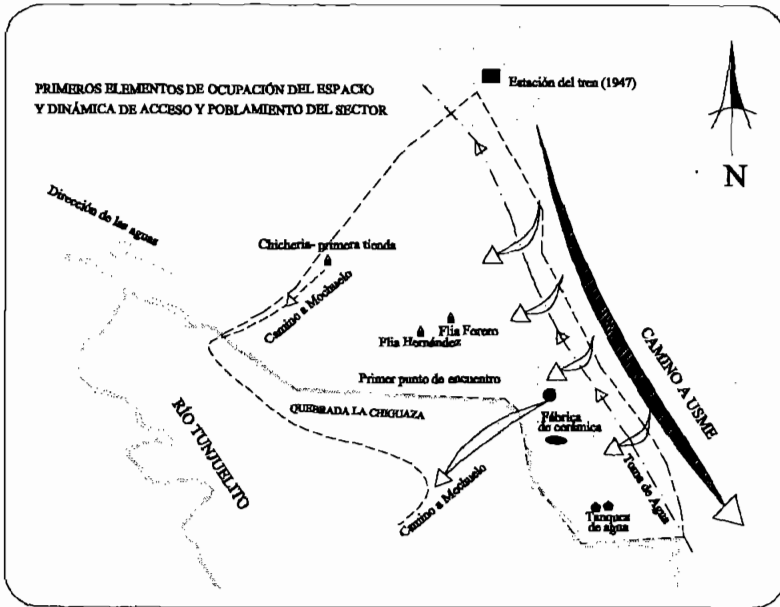 PRIMEROS ELEMENTOS DE OCUPACIÓN DEL ESPACIO
Y DINÁMICA DE ACCESO Y POBLAMIENTO DEL SECTOR
Estación del tren (1947)
N
Dirección de las aguas
Chicheria- primera tienda
Camino a Mochuelo
Flia Forero
Flia Hernández
CAMINO A USME
Primer punto de encuentro
QUEBRADA LA CHIGUAZA
Fábrica
de cerámica
RÍO TUNJUELITO
Camino a Mochuelo
Toma de Agua
Tanques
de agua